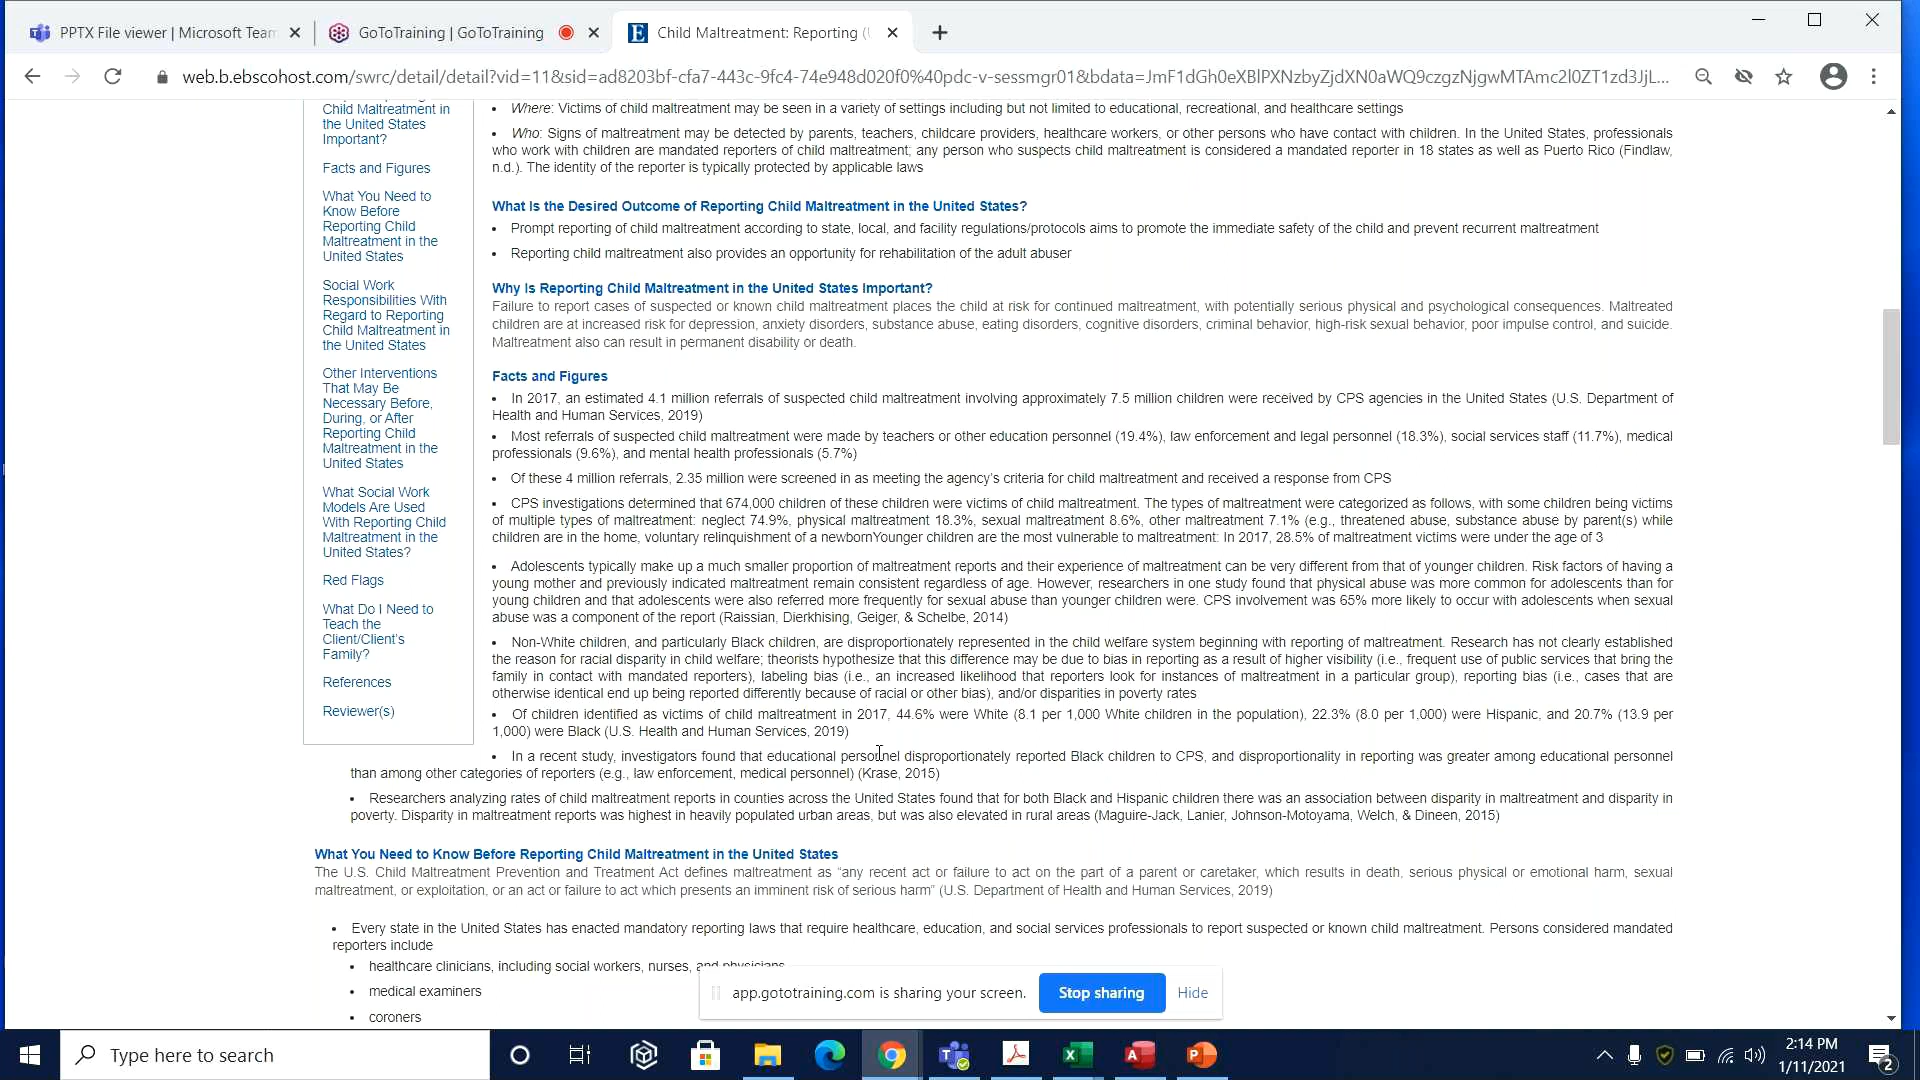 PPTX File viewer | Microsoft Team
GoToTraining | GoToTraining
Child Maltreatment: Reporting (
web.b.ebscohost.com/swrc/detail/detail?vid=11&sid=ad8203bf-cfa7-443c-9fc4-74e948d020f0%40pdc-v-sessmgr01&bdata=JmF1dGh0eXBlPXNzbyZjdXN0aWQ9czgzNjgwMTAmc2l0ZT1zd3JjL...
Child Maltreatment in
the United States
Important?
Facts and Figures
What You Need to
Know Before
Reporting Child
Maltreatment in the
United States
Social Work
Responsibilities With
Regard to Reporting
Child Maltreatment in
the United States
Other Interventions
That May Be
Necessary Before,
During, or After
Reporting Child
Maltreatment in the
United States
What Social Work
Models Are Used
With Reporting Child
Maltreatment in the
United States?
Red Flags
What Do I Need to
Teach the
Client/Client's
Family?
References
Reviewer(s)
• Where: Victims of child maltreatment may be seen in a variety of settings including but not limited to educational, recreational, and healthcare settings
• Who: Signs of maltreatment may be detected by parents, teachers, childcare providers, healthcare workers, or other persons who have contact with children. In the United States, professionals
who work with children are mandated reporters of child maltreatment; any person who suspects child maltreatment is considered a mandated reporter in 18 states as well as Puerto Rico (Findlaw,
n.d.). The identity of the reporter is typically protected by applicable laws
What Is the Desired Outcome of Reporting Child Maltreatment in the United States?
• Prompt reporting of child maltreatment according to state, local, and facility regulations/protocols aims to promote the immediate safety of the child and prevent recurrent maltreatment
• Reporting child maltreatment also provides an opportunity for rehabilitation of the adult abuser
Why Is Reporting Child Maltreatment in the United States Important?
Failure to report cases of suspected or known child maltreatment places the child at risk for continued maltreatment, with potentially serious physical and psychological consequences. Maltreated
children are at increased risk for depression, anxiety disorders, substance abuse, eating disorders, cognitive disorders, criminal behavior, high-risk sexual behavior, poor impulse control, and suicide.
Maltreatment also can result in permanent disability or death.
Facts and Figures
• In 2017, an estimated 4.1 million referrals of suspected child maltreatment involving approximately 7.5 million children were received by CPS agencies in the United States (U.S. Department of
Health and Human Services, 2019)
• Most referrals of suspected child maltreatment were made by teachers or other education personnel (19.4%), law enforcement and legal personnel (18.3%), social services staff (11.7%), medical
professionals (9.6%), and mental health professionals (5.7%)
• Of these 4 million referrals, 2.35 million were screened in as meeting the agency's criteria for child maltreatment and received a response from CPS
• CPS investigations determined that 674,000 children of these children were victims of child maltreatment. The types of maltreatment were categorized as follows, with some children being victims
of multiple types of maltreatment: neglect 74.9%, physical maltreatment 18.3%, sexual maltreatment 8.6%, other maltreatment 7.1% (e.g., threatened abuse, substance abuse by parent(s) while
children are in the home, voluntary relinquishment of a newbornYounger children are the most vulnerable to maltreatment: In 2017, 28.5% of maltreatment victims were under the age of 3
• Adolescents typically make up a much smaller proportion of maltreatment reports and their experience of maltreatment can be very different from that of younger children. Risk factors of having a
young mother and previously indicated maltreatment remain consistent regardless of age. However, researchers in one study found that physical abuse was more common for adolescents than for
young children and that adolescents were also referred more frequently for sexual abuse than younger children were. CPS involvement was 65% more likely to occur with adolescents when sexual
abuse was a component of the report (Raissian, Dierkhising, Geiger, & Schelbe, 2014)
• Non-White children, and particularly Black children, are disproportionately represented in the child welfare system beginning with reporting of maltreatment. Research has not clearly established
the reason for racial disparity in child welfare; theorists hypothesize that this difference may be due to bias in reporting as a result of higher visibility (i.e., frequent use of public services that bring the
family in contact with mandated reporters), labeling bias (i.e., an increased likelihood that reporters look for instances of maltreatment in a particular group), reporting bias (i.e., cases that are
otherwise identical end up being reported differently because of racial or other bias), and/or disparities in poverty rates
• Of children identified as victims of child maltreatment in 2017, 44.6% were White (8.1 per 1,000 White children in the population), 22.3% (8.0 per 1,000) were Hispanic, and 20.7% (13.9 per
1,000) were Black (U.S. Health and Human Services, 2019)
• In a recent study, investigators found that educational personnel disproportionately reported Black children to CPS, and disproportionality in reporting was greater among educational personnel
than among other categories of reporters (e.g., law enforcement, medical personnel) (Krase, 2015)
• Researchers analyzing rates of child maltreatment reports in counties across the United States found that for both Black and Hispanic children there was an association between disparity in maltreatment and disparity in
poverty. Disparity in maltreatment reports was highest in heavily populated urban areas, but was also elevated in rural areas (Maguire-Jack, Lanier, Johnson-Motoyama, Welch, & Dineen, 2015)
What You Need to Know Before Reporting Child Maltreatment in the United States
The U.S. Child Maltreatment Prevention and Treatment Act defines maltreatment as “any recent act or failure to act on the part of a parent or caretaker, which results in death, serious physical or emotional harm, sexual
maltreatment, or exploitation, or an act or failure to act which presents an imminent risk of serious harm” (U.S. Department of Health and Human Services, 2019)
• Every state in the United States has enacted mandatory reporting laws that require healthcare, education, and social services professionals to report suspected or known child maltreatment. Persons considered mandated
reporters include
• healthcare clinicians, including social workers, nurses, and physicians
• medical examiners
• coroners
app.gototraining.com is sharing your screen.
Stop sharing
Hide
Type here to search
2:14 PM
1/11/2021
2